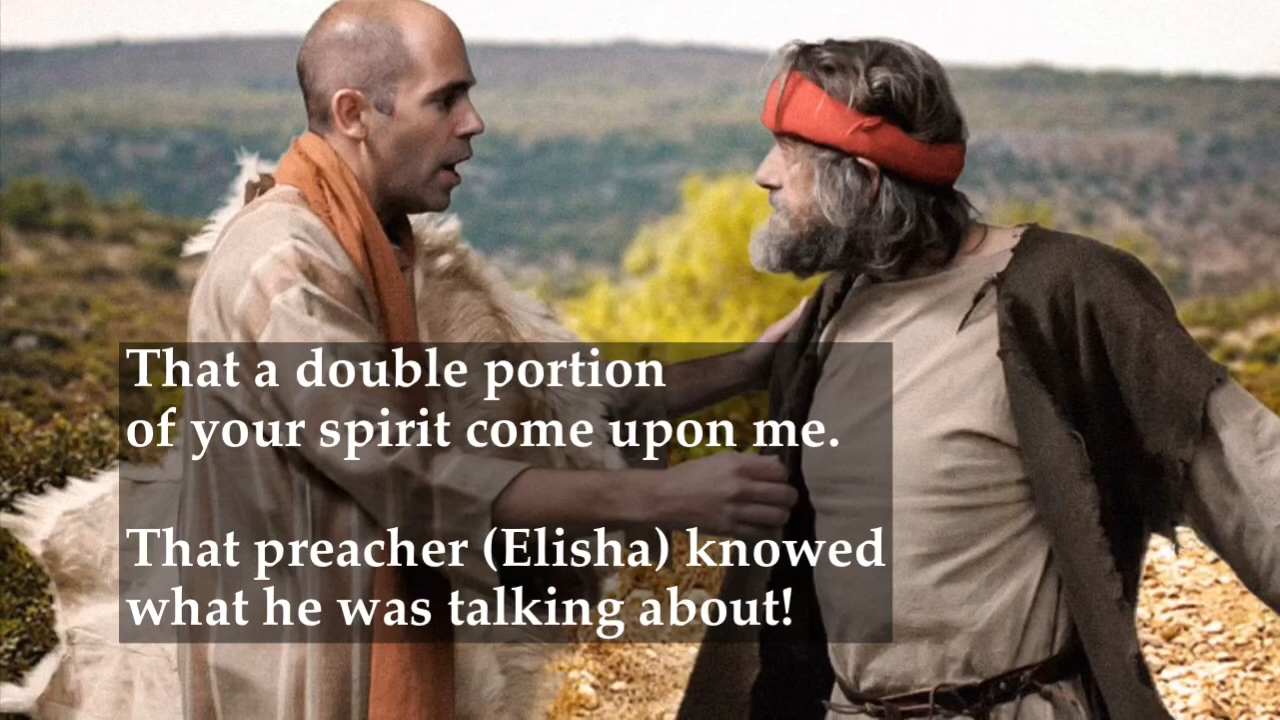 That a double portion
of your spirit come upon me.
That preacher (Elisha) knowed
what he was talking about!